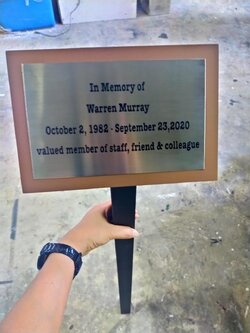 In Memory of
Warren Murray
October 2, 1982 - September 23,2020
valued member of staff, friend & colleague